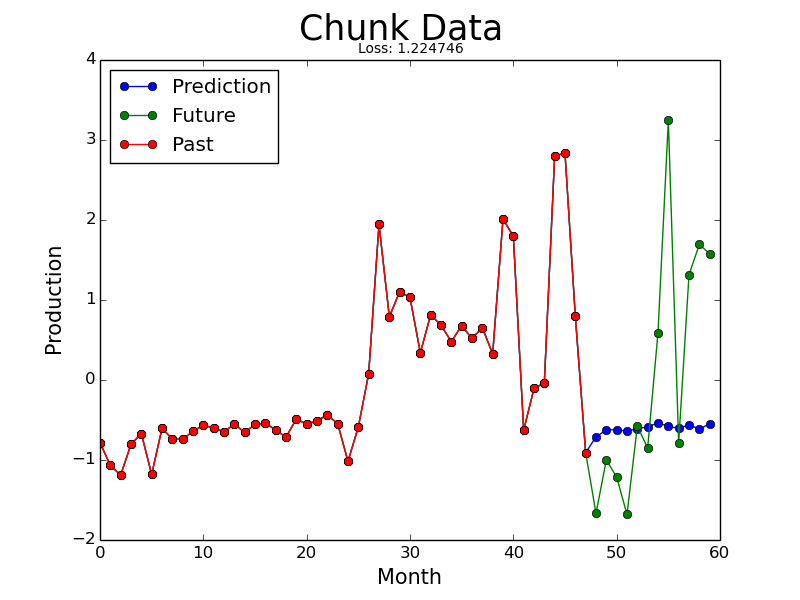 Chunk Data
Loss: 1.224746
Prediction
Future
Past
4
3
2
1
0
−1
−2
Production
0 10 20 30 40 50 60
Month